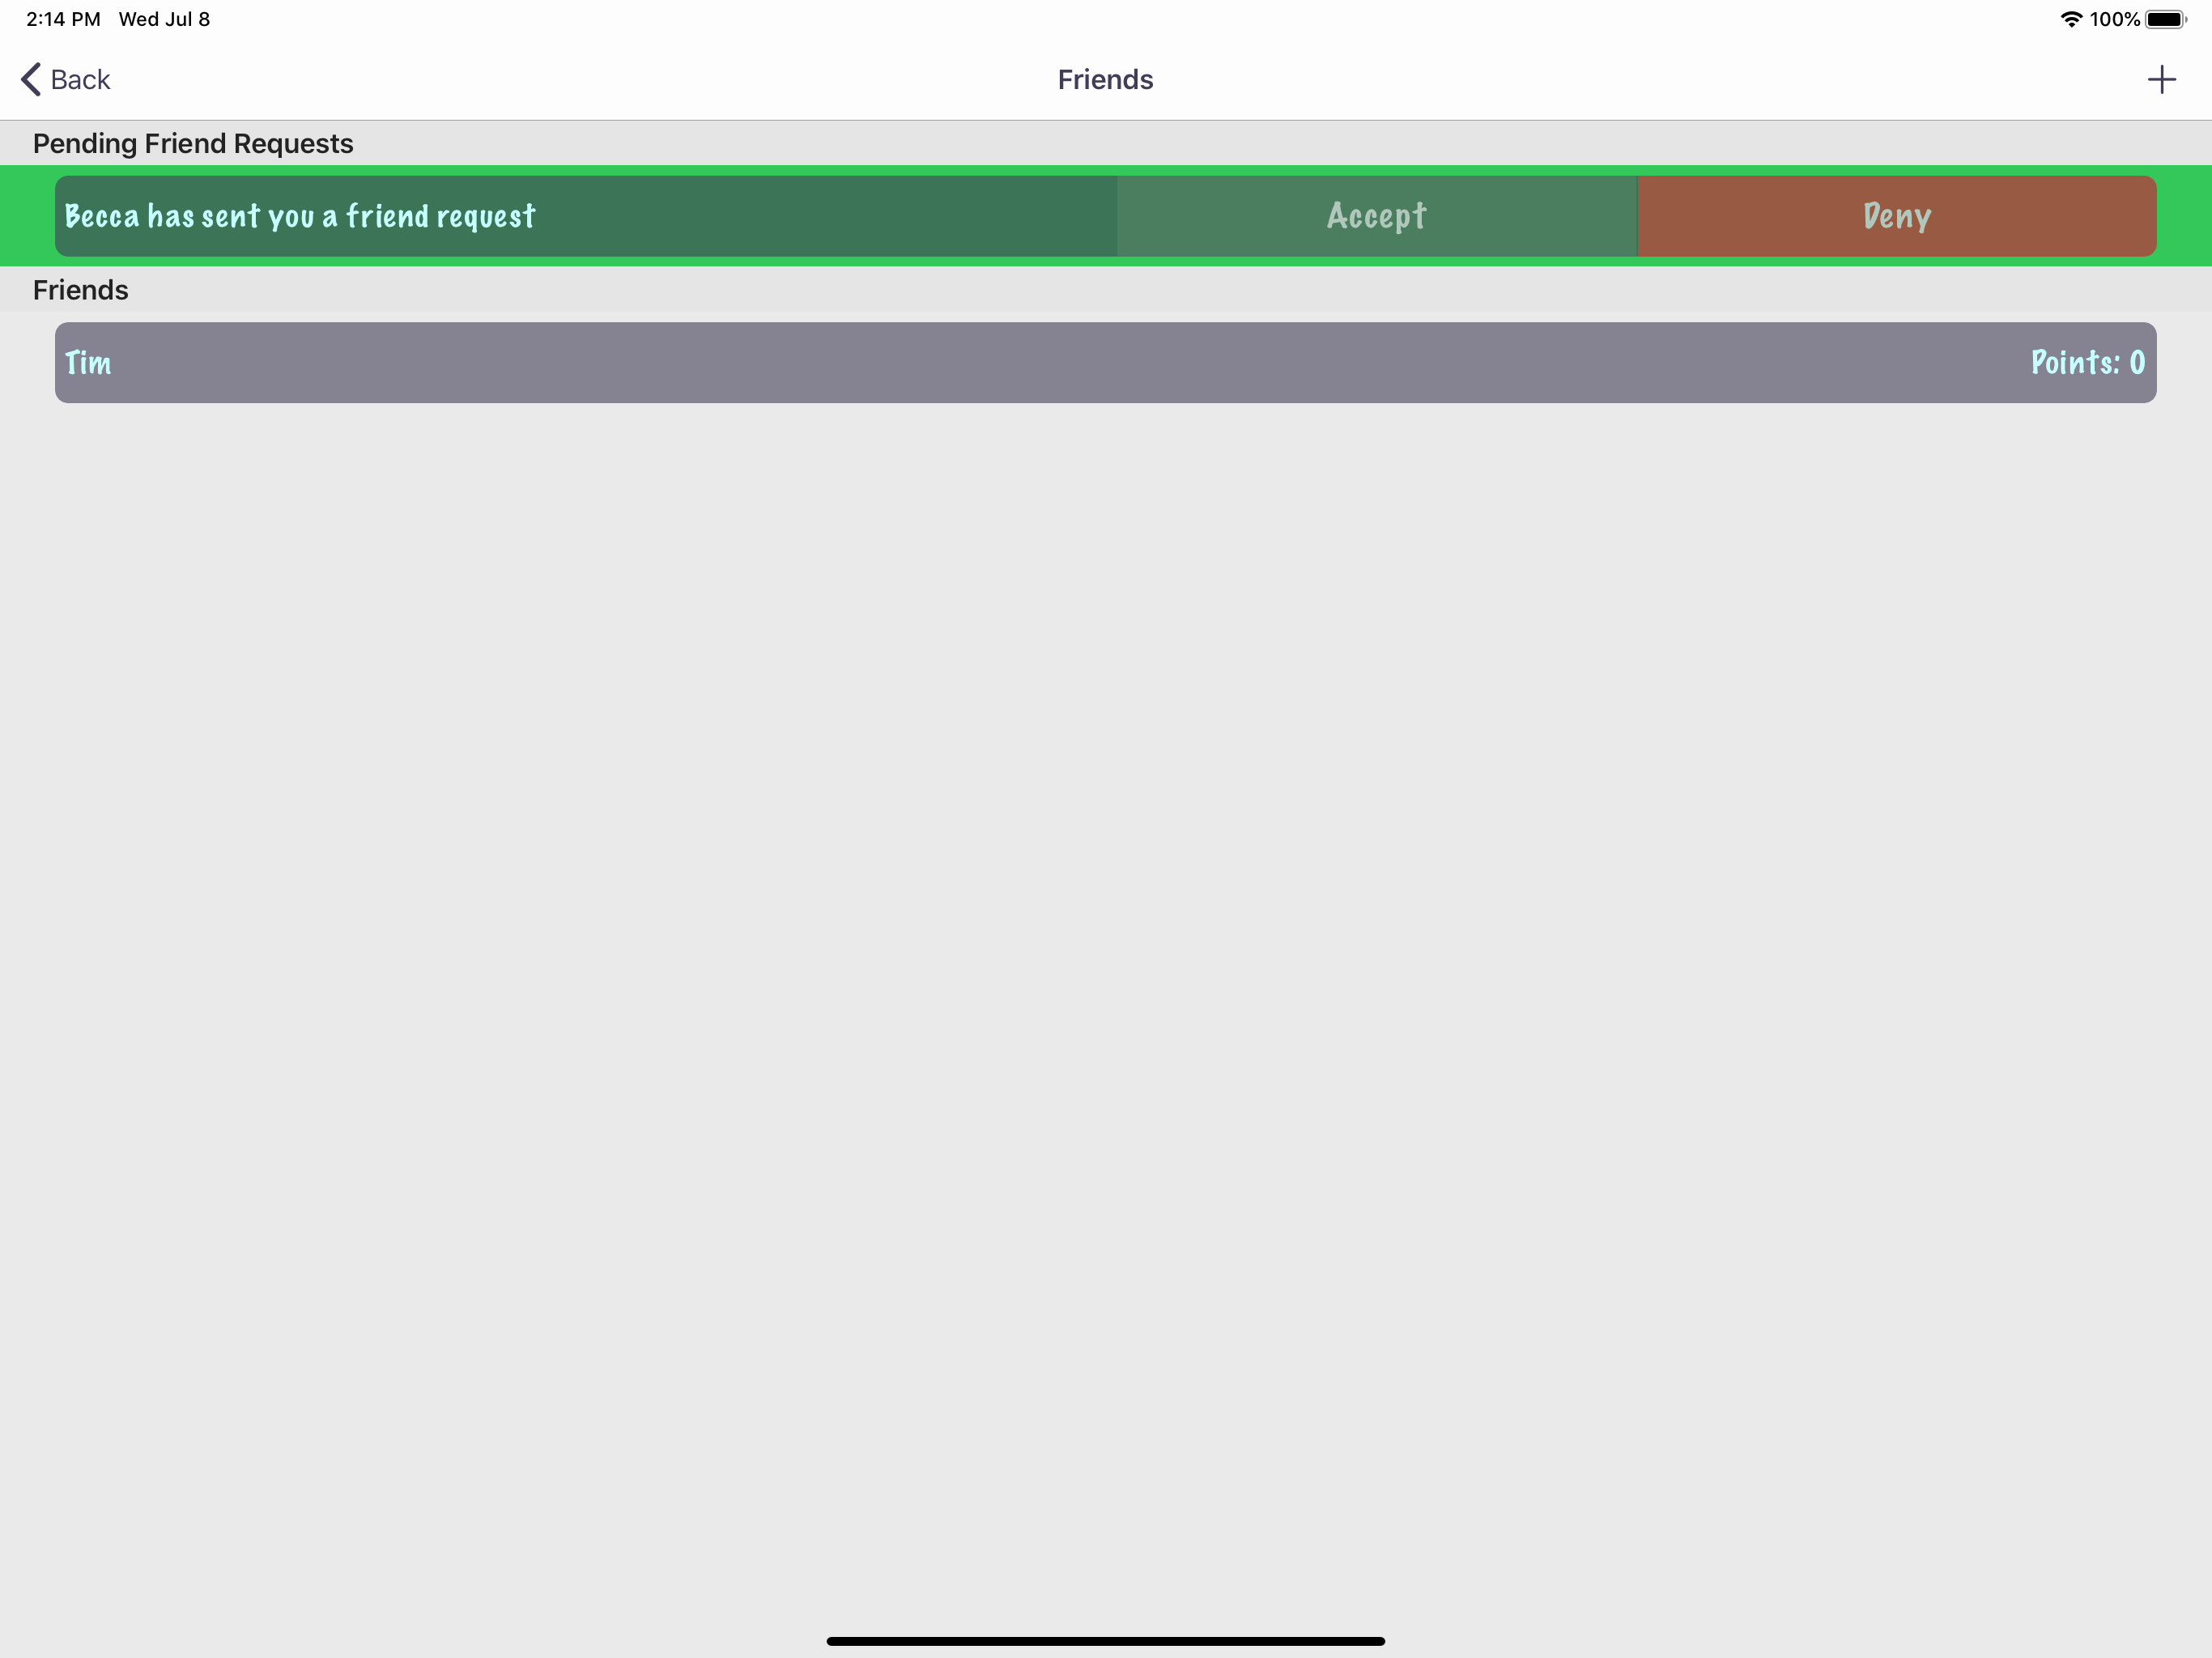 2:14 PM Wed Jul 8 100%
Back Friends
Pending Friend Requests
Becca has sent you a friend request Accept Deny
Friends
Tim Points: 0